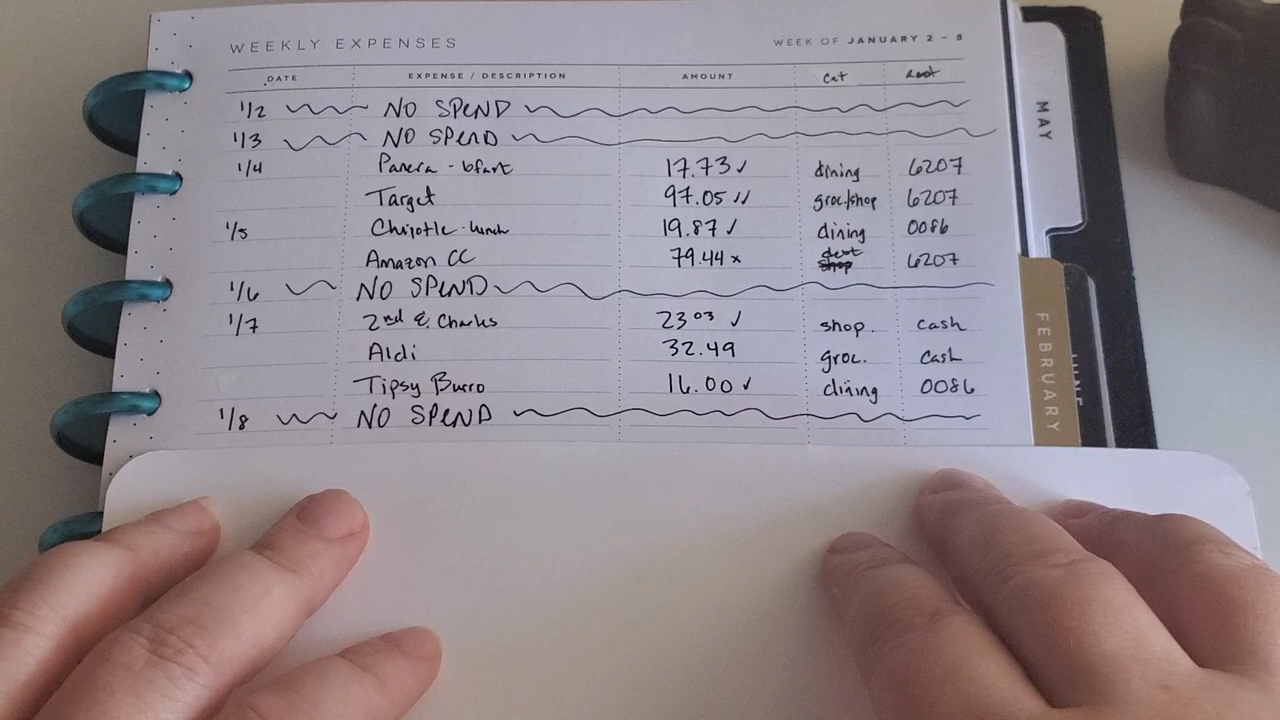 WEEKLY EXPENSES WEEK OF JANUARY 2 - 8
DATE EXPENSE / DESCRIPTION AMOUNT Cat Acct
1/2 NO SPEND
1/3 NO SPEND
1/4 Panera - bfast 17.73 ✓ dining 6207
Target 97.05 ✓✓ groc/shop 6207
1/5 Chipotle - lunch 19.87 ✓ dining 0086
Amazon CC 79.44 x debt shop 6207
1/6 NO SPEND
1/7 2nd & Charles 23 03 ✓ shop. cash
Aldi 32.49 groc. cash
Tipsy Burro 16.00 ✓ dining 0086
1/8 NO SPEND
MAY
FEBRUARY
JUNE